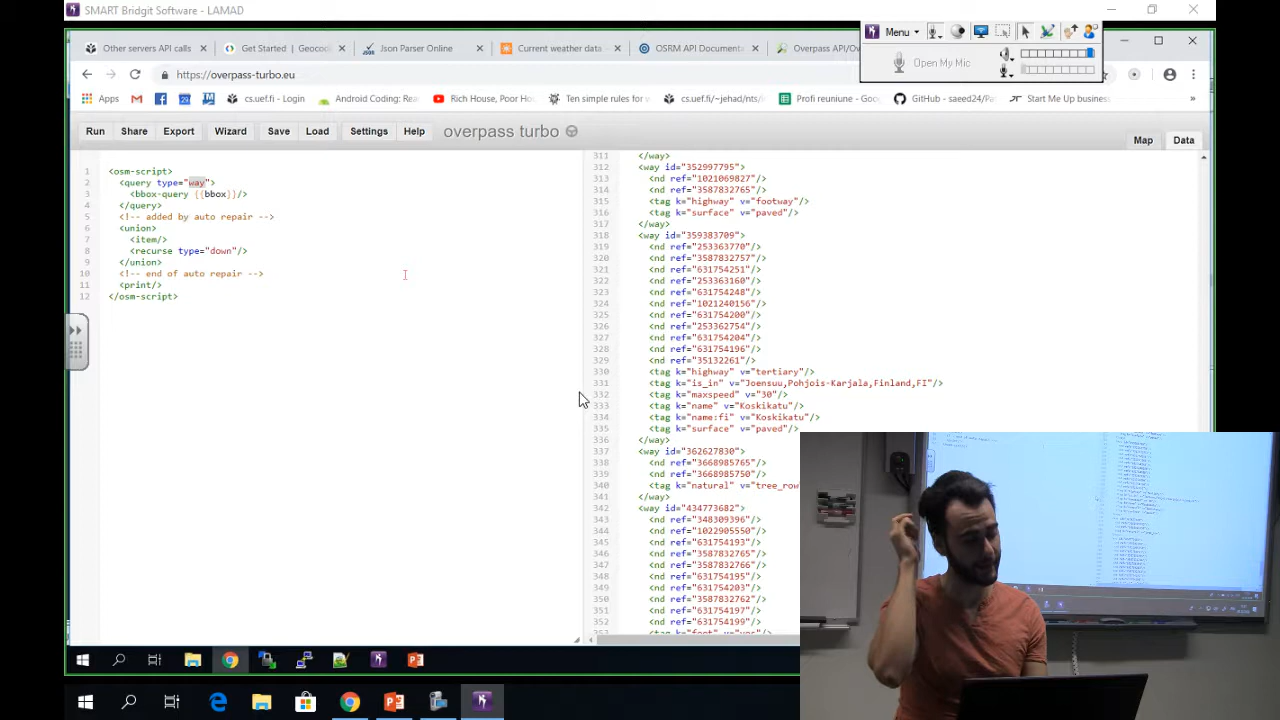 SMART Bridgit Software - LAMAD
Menu
Open My Mic
Other servers API calls
Get Started | Geocod
Json Parser Online
Current weather data
OSRM API Documenta
Overpass API/Ov
https://overpass-turbo.eu
Apps
cs.uef.fi - Login
Android Coding: Rea
Rich House, Poor Ho
Ten simple rules for w
cs.uef.fi/~jehad/nts/i
Profi reuniune - Goog
GitHub - saeed24/Pa
Start Me Up busines
Run Share Export Wizard Save Load Settings Help overpass turbo Map Data
1 <osm-script>
2 <query type="way">
3 <bbox-query {{bbox}}/>
4 </query>
5 <!-- added by auto repair -->
6 <union>
7 <item/>
8 <recurse type="down"/>
9 </union>
10 <!-- end of auto repair -->
11 <print/>
12 </osm-script>
311 </way>
312 <way id="352997795">
313 <nd ref="1021069827"/>
314 <nd ref="3587832765"/>
315 <tag k="highway" v="footway"/>
316 <tag k="surface" v="paved"/>
317 </way>
318 <way id="359383709">
319 <nd ref="253363770"/>
320 <nd ref="3587832757"/>
321 <nd ref="631754251"/>
322 <nd ref="253363160"/>
323 <nd ref="631754248"/>
324 <nd ref="1021240156"/>
325 <nd ref="631754200"/>
326 <nd ref="253362754"/>
327 <nd ref="631754204"/>
328 <nd ref="631754196"/>
329 <nd ref="35132261"/>
330 <tag k="highway" v="tertiary"/>
331 <tag k="is_in" v="Joensuu,Pohjois-Karjala,Finland,FI"/>
332 <tag k="maxspeed" v="30"/>
333 <tag k="name" v="Koskikatu"/>
334 <tag k="name:fi" v="Koskikatu"/>
335 <tag k="surface" v="paved"/>
336 </way>
337 <way id="362627830">
338 <nd ref="3668985765"/>
339 <nd ref="3668985750"/>
340 <tag k="natural" v="tree_row
341 </way>
342 <way id="434773682">
343 <nd ref="348309396"/>
344 <nd ref="1022905550"/>
345 <nd ref="631754193"/>
346 <nd ref="3587832765"/>
347 <nd ref="3587832766"/>
348 <nd ref="631754195"/>
349 <nd ref="631754203"/>
350 <nd ref="3587832762"/>
351 <nd ref="631754197"/>
352 <nd ref="631754199"/>
353 <tag k="foot" v="yes"/>